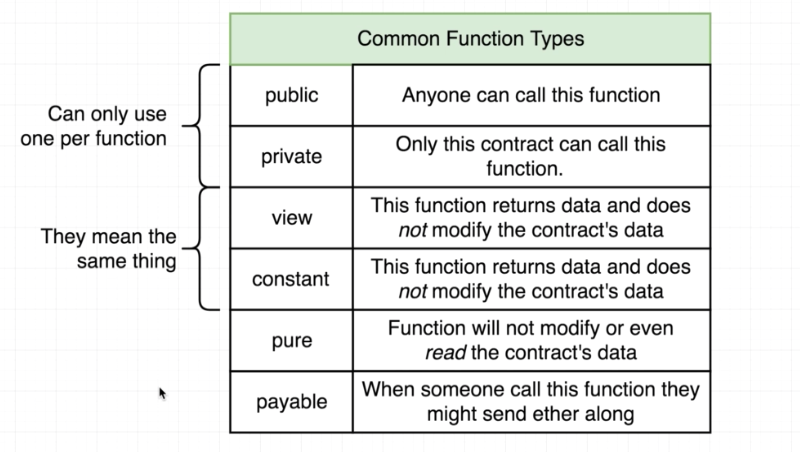 Common Function Types
Can only use
one per function
public
Anyone can call this function
private
Only this contract can call this
function.
They mean the
same thing
view
This function returns data and does
not modify the contract's data
constant
This function returns data and does
not modify the contract's data
pure
Function will not modify or even
read the contract's data
payable
When someone call this function they
might send ether along